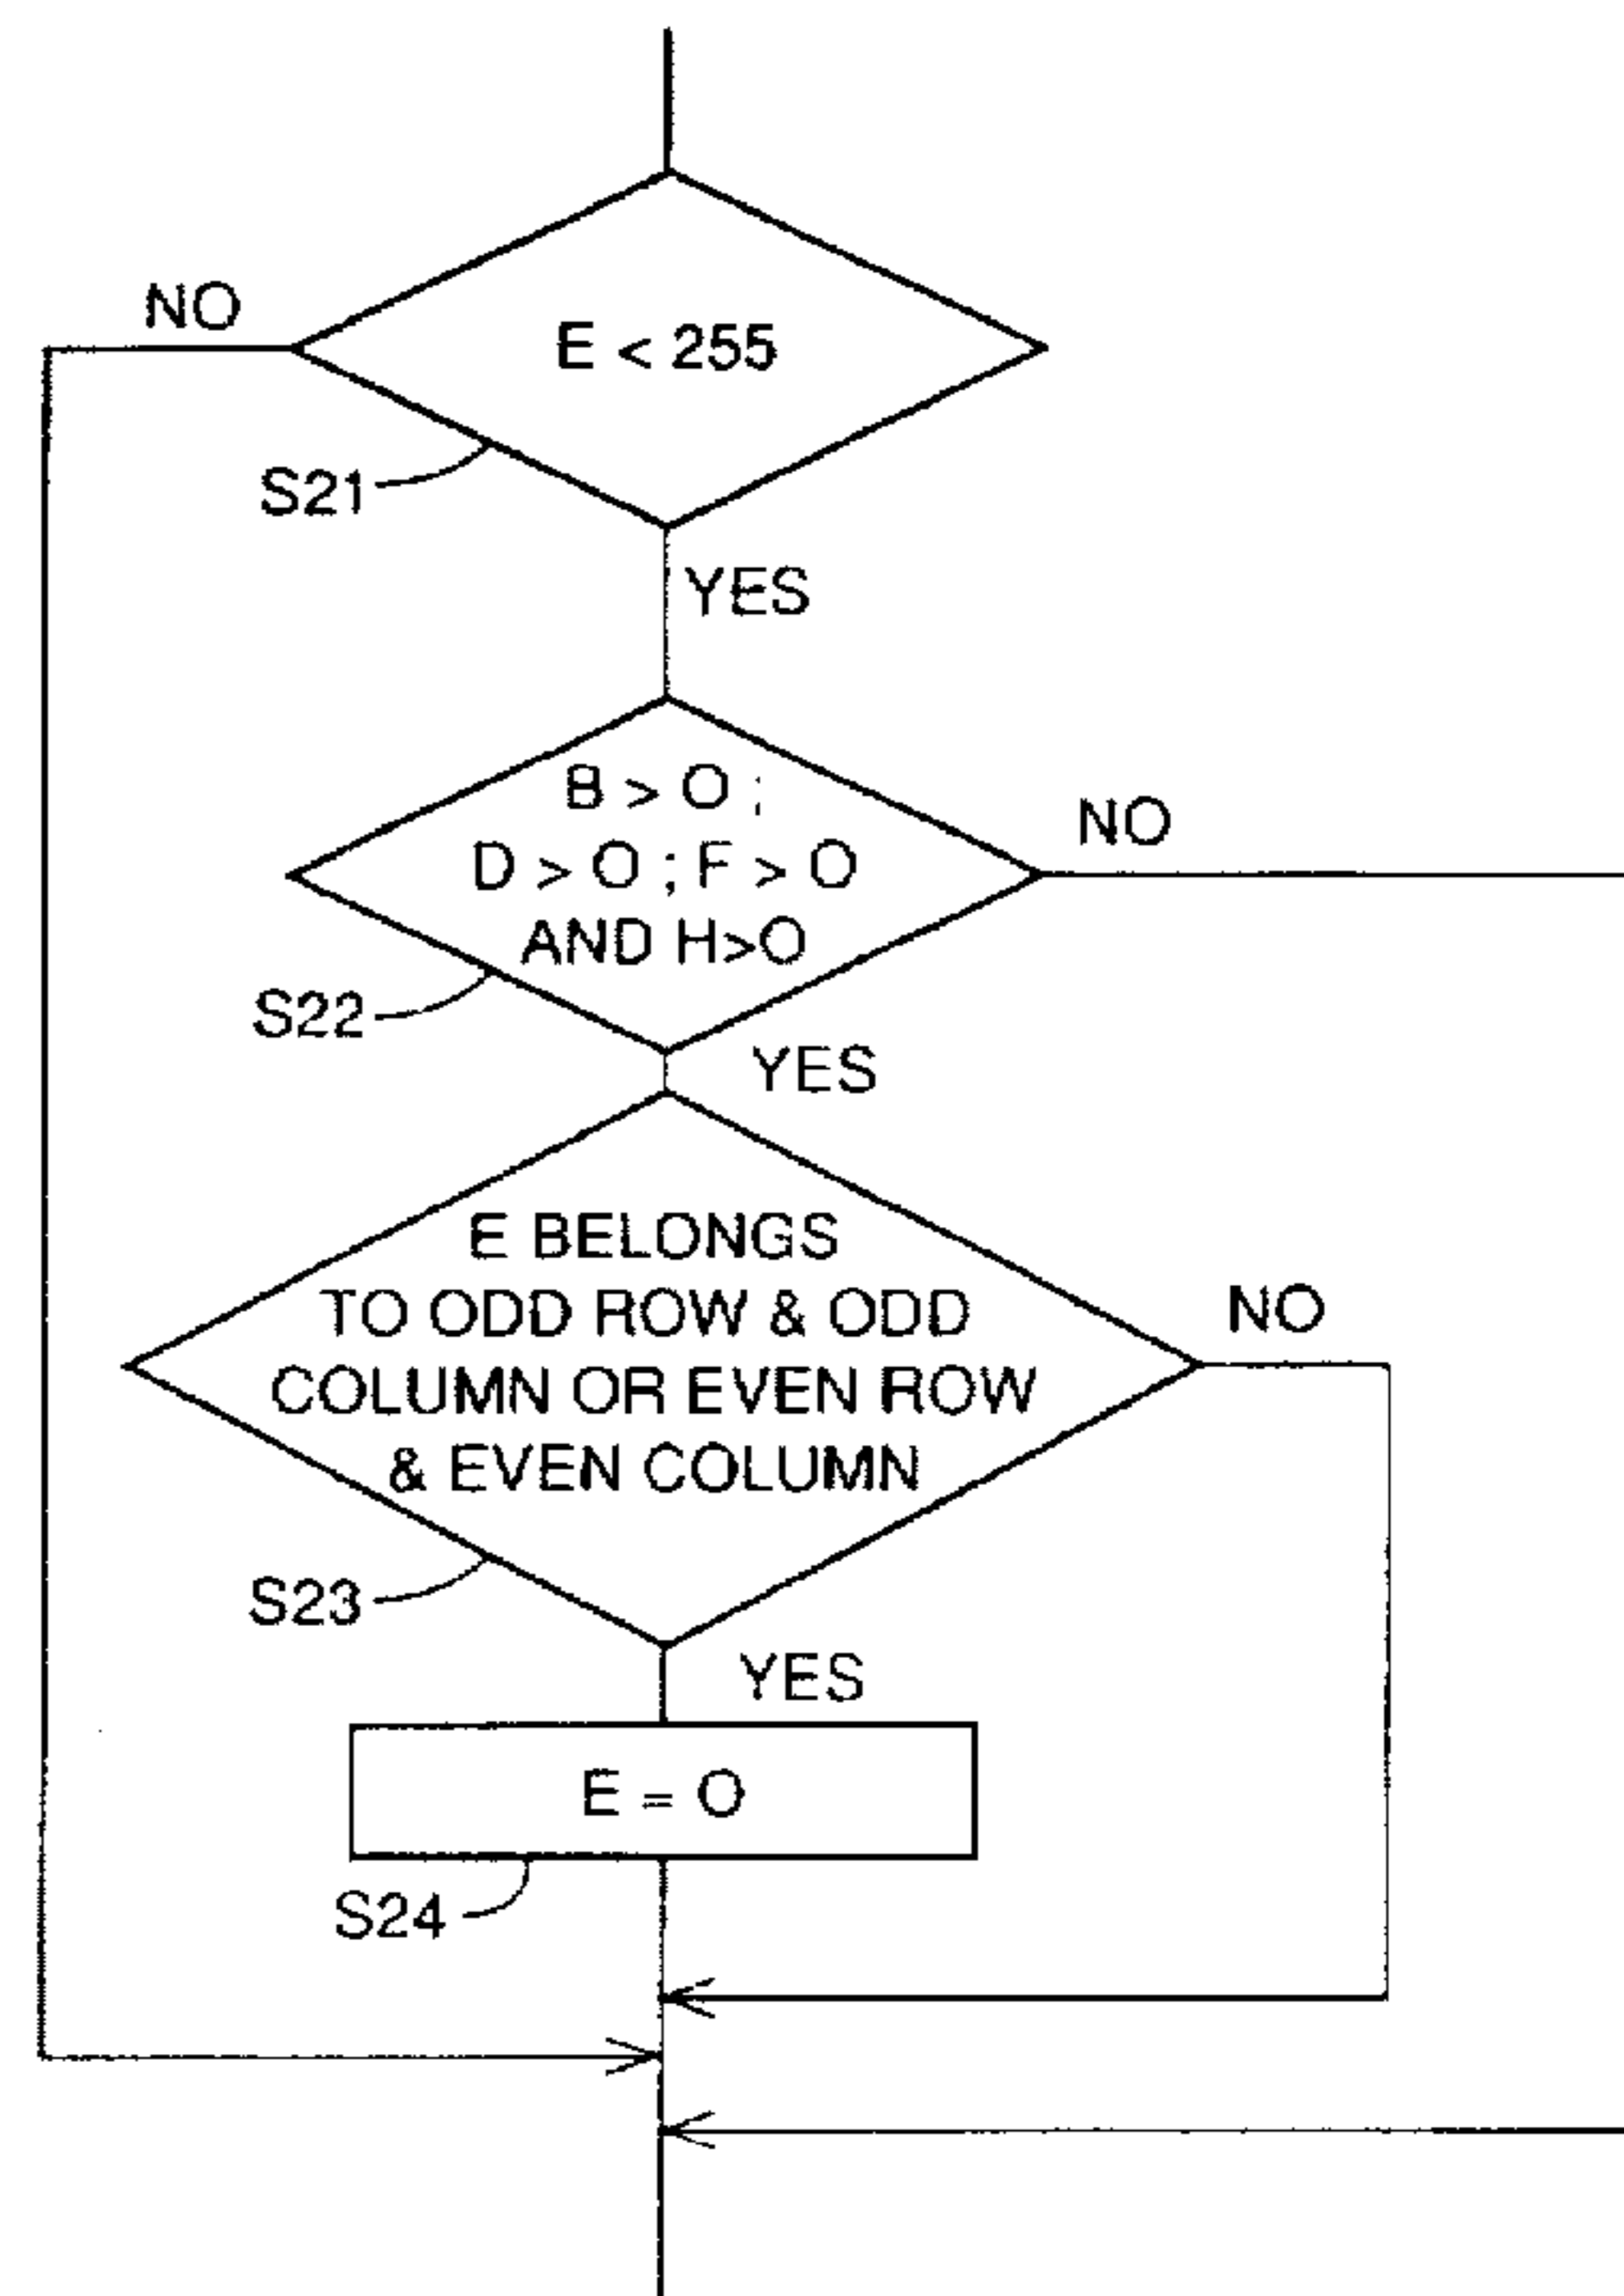 NO
E < 255
S21
YES
B > O ;
D > O ; F > O
AND H>O
NO
S22
YES
E BELONGS
TO ODD ROW & ODD
COLUMN OR EVEN ROW
& EVEN COLUMN
NO
S23
YES
E = O
S24